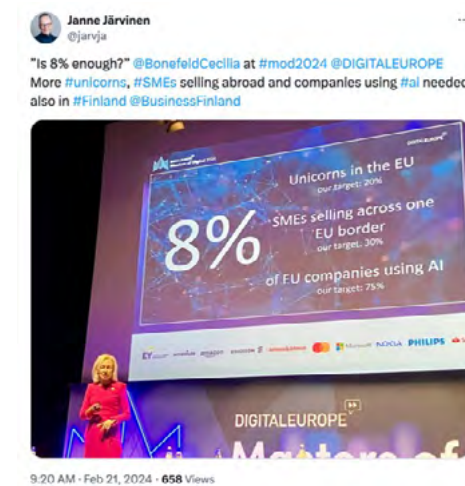 Janne Järvinen
@jarvja
"Is 8% enough?" @BonefeldCecilia at #mod2024 @DIGITALEUROPE
More #unicorns, #SMEs selling abroad and companies using #ai needed
also in #Finland @BusinessFinland
DIGITALEUROPE
Unicorns in the EU
our target: 20%
8%
SMEs selling across one
EU border
our target: 30%
of EU companies using AI
our target: 75%
EY accenture amazon Microsoft NOKIA PHILIPS
DIGITALEUROPE
Masters of
9:20 AM · Feb 21, 2024 · 658 Views